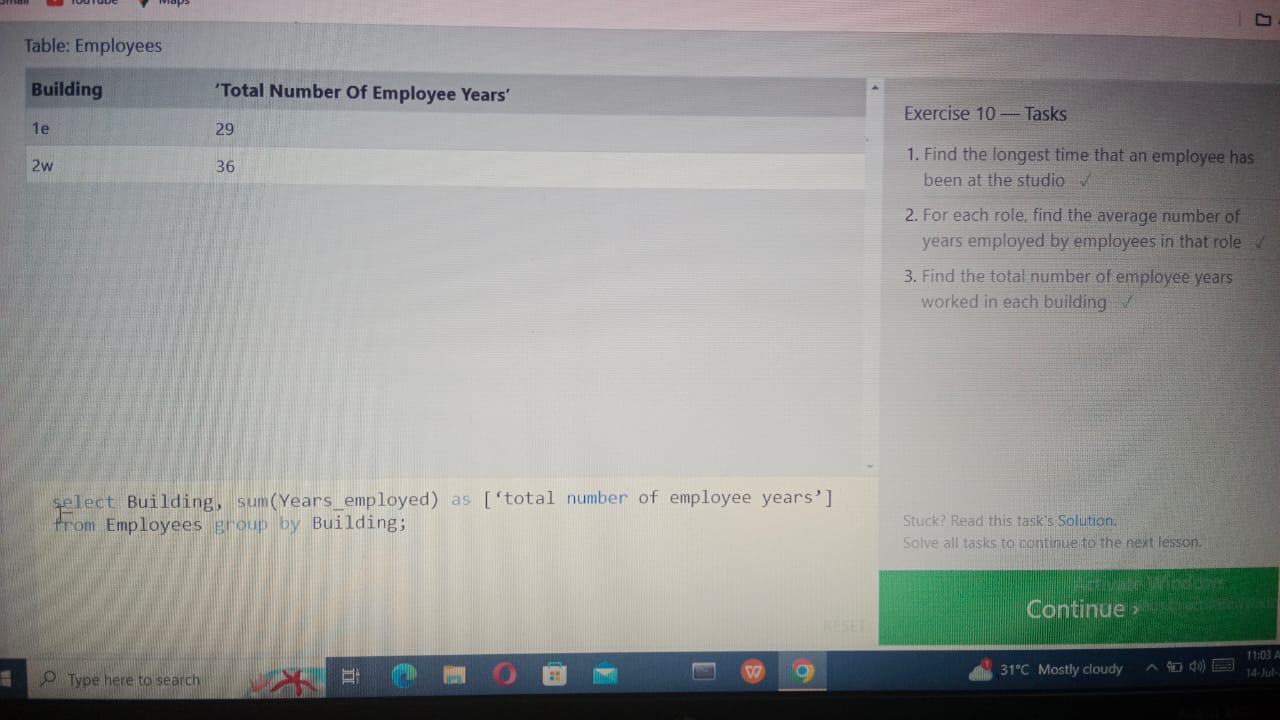 YouTube
Maps
Table: Employees
Building ‘Total Number Of Employee Years’
1e 29
2w 36
Exercise 10 — Tasks
1. Find the longest time that an employee has
been at the studio ✓
2. For each role, find the average number of
years employed by employees in that role ✓
3. Find the total number of employee years
worked in each building ✓
select Building, sum(Years_employed) as [‘total number of employee years’]
from Employees group by Building;
RESET
Stuck? Read this task's Solution.
Solve all tasks to continue to the next lesson.
Activate Windows
Continue ›
Type here to search
31°C Mostly cloudy
11:03 A
14-Jul-